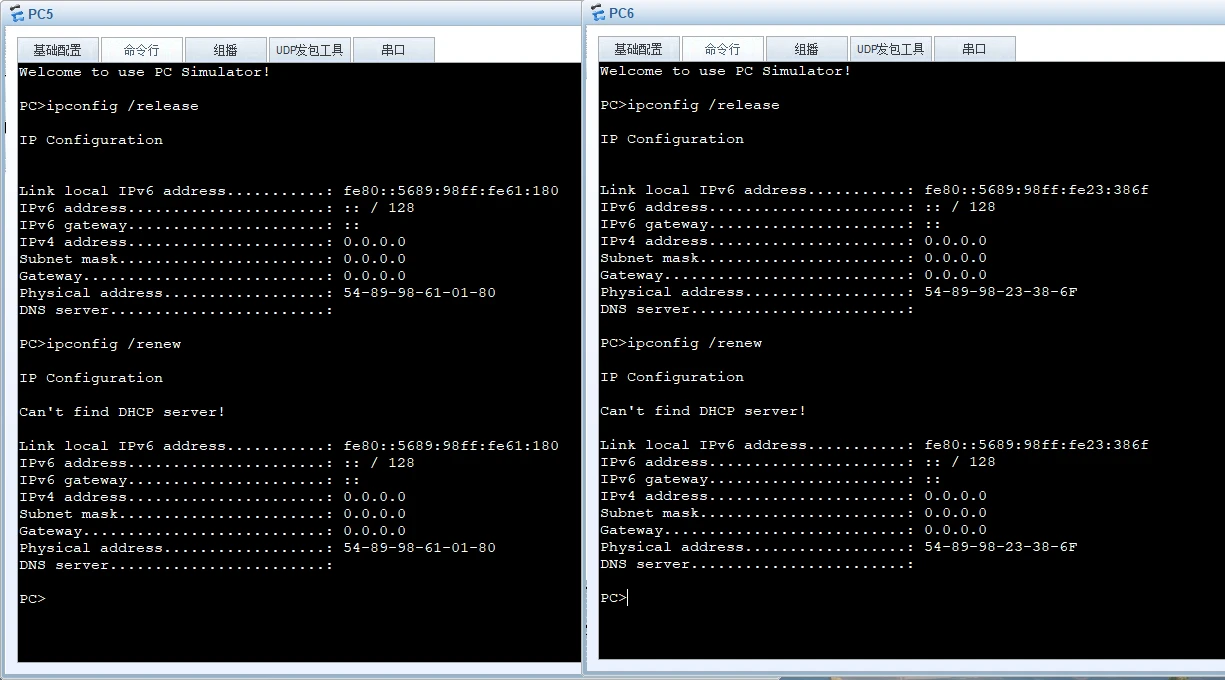 PC5
基础配置 命令行 组播 UDP发包工具 串口
Welcome to use PC Simulator!
PC>ipconfig /release
IP Configuration
Link local IPv6 address...........: fe80::5689:98ff:fe61:180
IPv6 address......................: :: / 128
IPv6 gateway......................: ::
IPv4 address......................: 0.0.0.0
Subnet mask.......................: 0.0.0.0
Gateway...........................: 0.0.0.0
Physical address..................: 54-89-98-61-01-80
DNS server........................:
PC>ipconfig /renew
IP Configuration
Can't find DHCP server!
Link local IPv6 address...........: fe80::5689:98ff:fe61:180
IPv6 address......................: :: / 128
IPv6 gateway......................: ::
IPv4 address......................: 0.0.0.0
Subnet mask.......................: 0.0.0.0
Gateway...........................: 0.0.0.0
Physical address..................: 54-89-98-61-01-80
DNS server........................:
PC>
PC6
基础配置 命令行 组播 UDP发包工具 串口
Welcome to use PC Simulator!
PC>ipconfig /release
IP Configuration
Link local IPv6 address...........: fe80::5689:98ff:fe23:386f
IPv6 address......................: :: / 128
IPv6 gateway......................: ::
IPv4 address......................: 0.0.0.0
Subnet mask.......................: 0.0.0.0
Gateway...........................: 0.0.0.0
Physical address..................: 54-89-98-23-38-6F
DNS server........................:
PC>ipconfig /renew
IP Configuration
Can't find DHCP server!
Link local IPv6 address...........: fe80::5689:98ff:fe23:386f
IPv6 address......................: :: / 128
IPv6 gateway......................: ::
IPv4 address......................: 0.0.0.0
Subnet mask.......................: 0.0.0.0
Gateway...........................: 0.0.0.0
Physical address..................: 54-89-98-23-38-6F
DNS server........................:
PC>